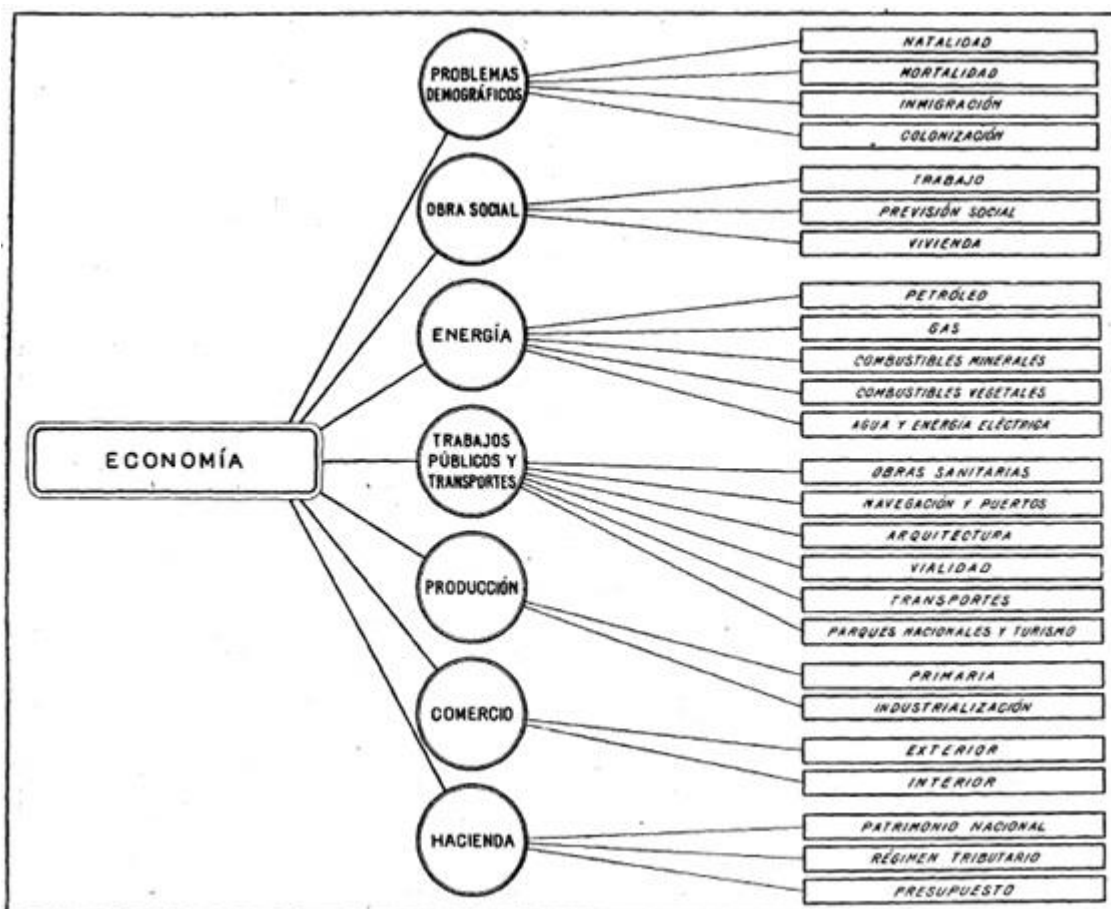 ECONOMÍA
PROBLEMAS
DEMOGRÁFICOS
NATALIDAD
MORTALIDAD
INMIGRACIÓN
COLONIZACIÓN
OBRA SOCIAL
TRABAJO
PREVISIÓN SOCIAL
VIVIENDA
ENERGÍA
PETRÓLEO
GAS
COMBUSTIBLES MINERALES
COMBUSTIBLES VEGETALES
AGUA Y ENERGÍA ELÉCTRICA
TRABAJOS
PÚBLICOS Y
TRANSPORTES
OBRAS SANITARIAS
NAVEGACIÓN Y PUERTOS
ARQUITECTURA
VIALIDAD
TRANSPORTES
PARQUES NACIONALES Y TURISMO
PRODUCCIÓN
PRIMARIA
INDUSTRIALIZACIÓN
COMERCIO
EXTERIOR
INTERIOR
HACIENDA
PATRIMONIO NACIONAL
RÉGIMEN TRIBUTARIO
PRESUPUESTO